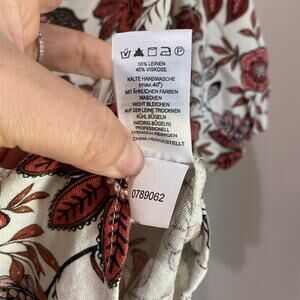 55% LEINEN
45% VISKOSE
KALTE HANDWÄSCHE
(max.40°)
MIT ÄHNLICHEN FARBEN
WASCHEN
NICHT BLEICHEN
AUF DER LEINE TROCKNEN
KÜHL BÜGELN
(NIEDRIG BÜGELN)
PROFESSIONELL
CHEMISCH REINIGEN
CHINA HERGESTELLT
0789062